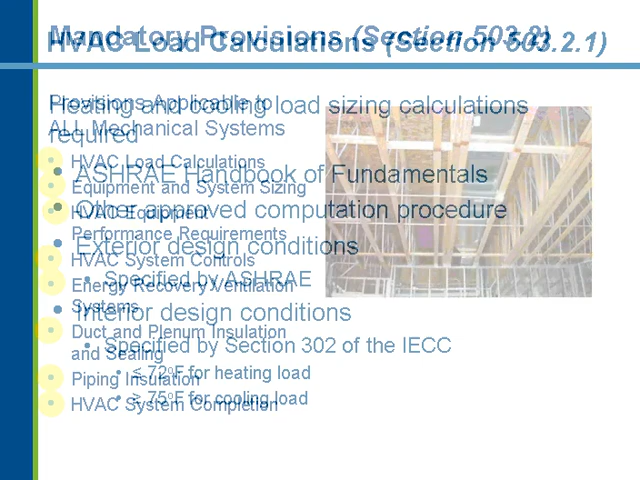 Mandatory Provisions (Section 503.2)
HVAC Load Calculations (Section 503.2.1)
Provisions Applicable to
ALL Mechanical Systems
HVAC Load Calculations
Equipment and System Sizing
HVAC Equipment
Performance Requirements
HVAC System Controls
Energy Recovery Ventilation
Systems
Duct and Plenum Insulation
and Sealing
Piping Insulation
HVAC System Completion
Heating and cooling load sizing calculations
required
• ASHRAE Handbook of Fundamentals
• Other approved computation procedure
• Exterior design conditions
• Specified by ASHRAE
• Interior design conditions
• Specified by Section 302 of the IECC
• ≤ 72°F for heating load
• ≥ 75°F for cooling load